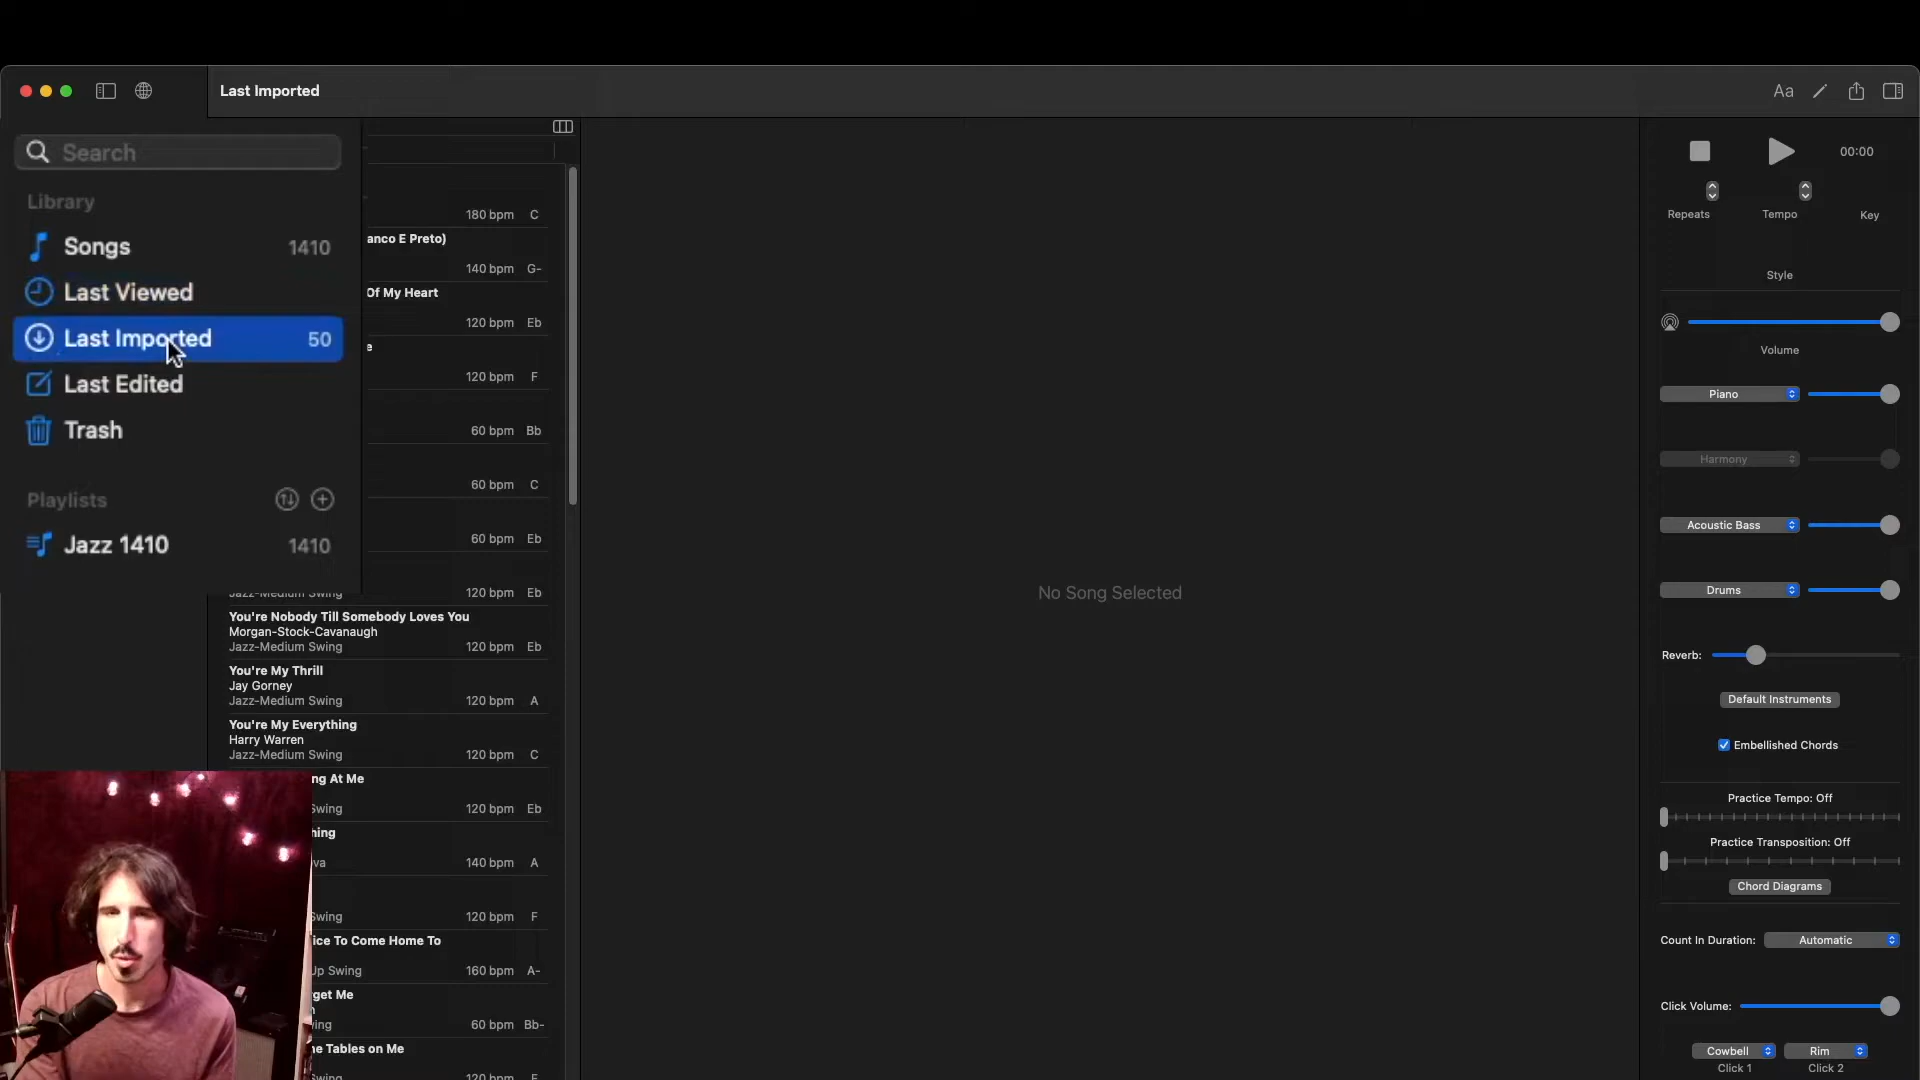 Last Imported
Aa
Search
Library
Songs 1410
Last Viewed
Last Imported 50
Last Edited
Trash
Playlists
Jazz 1410 1410
180 bpm C
anco E Preto)
140 bpm G-
Of My Heart
120 bpm Eb
e
120 bpm F
60 bpm Bb
60 bpm C
60 bpm Eb
Jazz-Medium Swing 120 bpm Eb
You're Nobody Till Somebody Loves You
Morgan-Stock-Cavanaugh
Jazz-Medium Swing 120 bpm Eb
You're My Thrill
Jay Gorney
Jazz-Medium Swing 120 bpm A
You're My Everything
Harry Warren
Jazz-Medium Swing 120 bpm C
ng At Me
Swing 120 bpm Eb
hing
va 140 bpm A
Swing 120 bpm F
ice To Come Home To
Up Swing 160 bpm A-
rget Me
n
ing 60 bpm Bb-
he Tables on Me
Swing 120 bpm F
No Song Selected
00:00
Repeats Tempo Key
Style
Volume
Piano
Harmony
Acoustic Bass
Drums
Reverb:
Default Instruments
Embellished Chords
Practice Tempo: Off
Practice Transposition: Off
Chord Diagrams
Count In Duration: Automatic
Click Volume:
Cowbell Rim
Click 1 Click 2